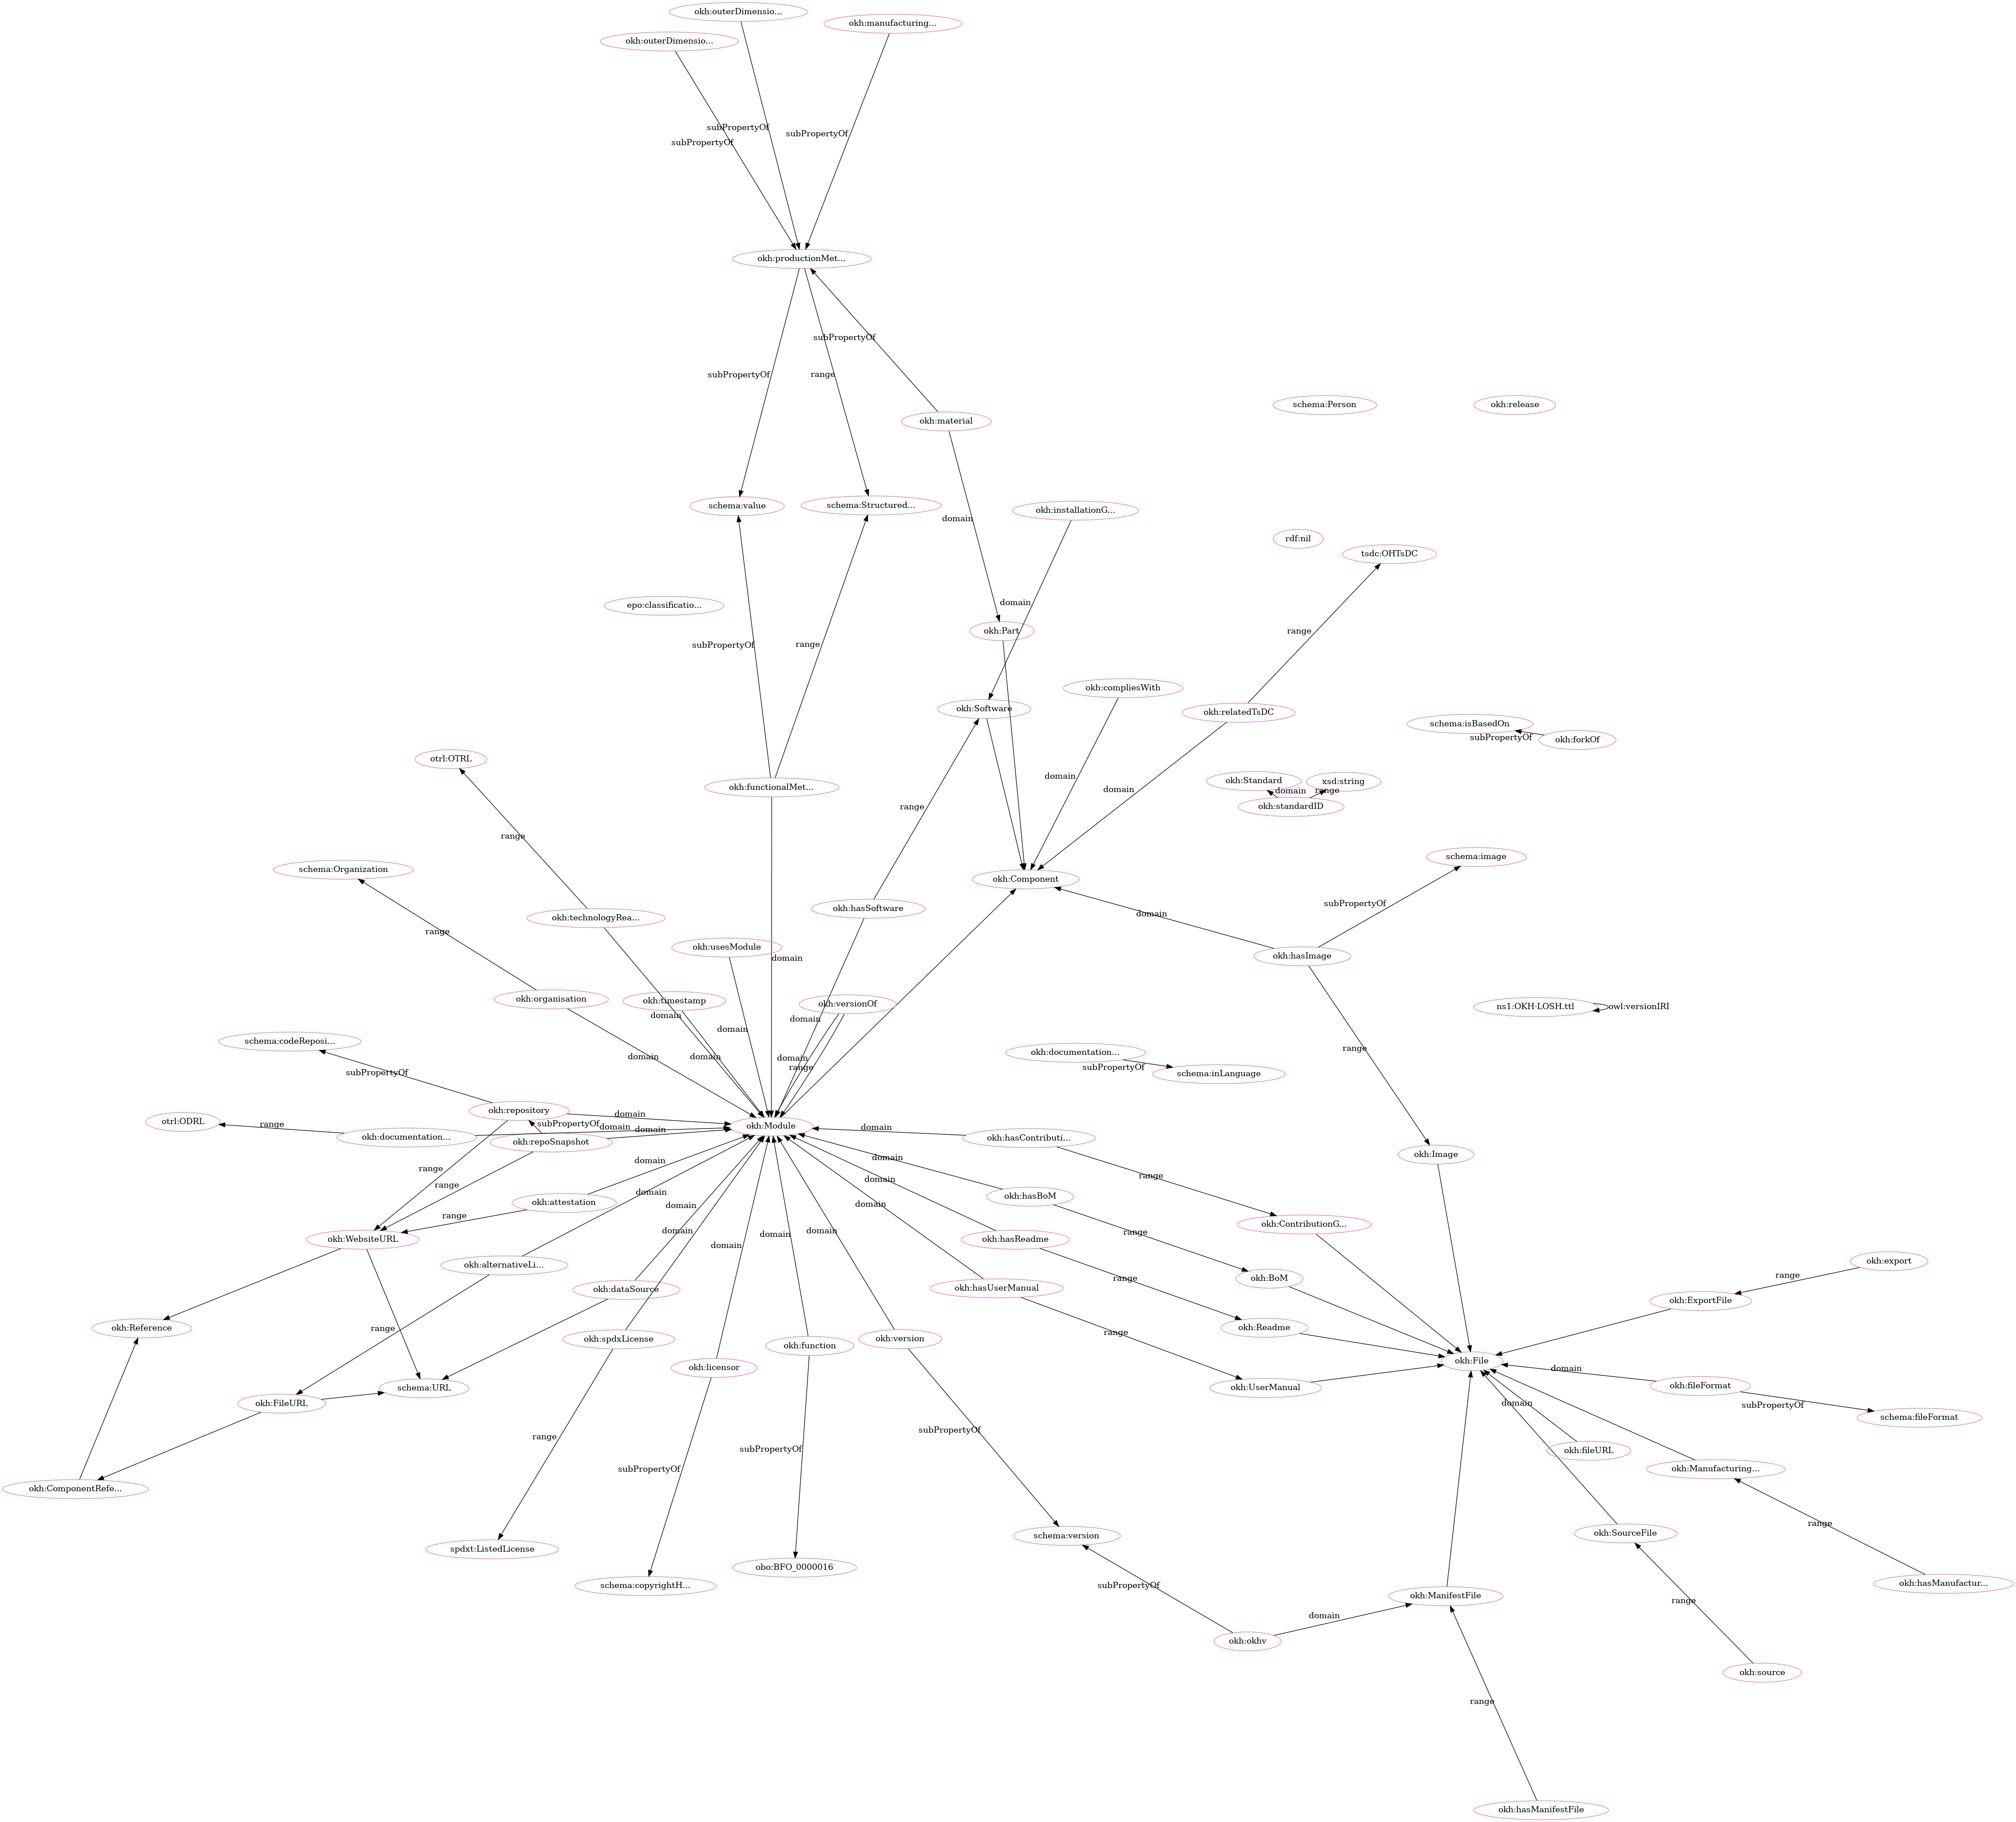 okh:outerDimensio...
okh:manufacturing...
okh:outerDimensio...
subPropertyOf
subPropertyOf
subPropertyOf
okh:productionMet...
subPropertyOf
subPropertyOf
range
schema:Person
okh:release
okh:material
schema:value
schema:Structured...
okh:installationG...
domain
rdf:nil
tsdc:OHTsDC
epo:classificatio...
domain
okh:Part
range
subPropertyOf
range
okh:compliesWith
okh:Software
okh:relatedTsDC
schema:isBasedOn
subPropertyOf
okh:forkOf
otrl:OTRL
okh:functionalMet...
domain
domain
okh:Standard
xsd:string
domain
range
okh:standardID
range
range
schema:Organization
okh:Component
schema:image
subPropertyOf
okh:technologyRea...
okh:hasSoftware
domain
range
okh:usesModule
domain
okh:hasImage
okh:organisation
okh:timestamp
okh:versionOf
ns1:OKH-LOSH.ttl
owl:versionIRI
domain
domain
domain
schema:codeReposi...
range
okh:documentation...
domain
domain
domain
range
subPropertyOf
schema:inLanguage
subPropertyOf
okh:repository
domain
otrl:ODRL
range
subPropertyOf
domain
okh:Module
domain
okh:documentation...
okh:repoSnapshot
domain
okh:hasContributi...
okh:Image
range
domain
domain
range
range
domain
domain
okh:attestation
domain
okh:hasBoM
domain
range
domain
okh:ContributionG...
okh:WebsiteURL
domain
domain
domain
domain
okh:hasReadme
range
okh:export
okh:alternativeLi...
range
okh:BoM
range
okh:dataSource
okh:hasUserManual
okh:ExportFile
okh:Reference
range
okh:spdxLicense
okh:function
okh:version
range
okh:Readme
okh:licensor
okh:File
domain
schema:URL
okh:UserManual
okh:fileFormat
okh:FileURL
domain
subPropertyOf
schema:fileFormat
range
subPropertyOf
subPropertyOf
subPropertyOf
okh:fileURL
okh:Manufacturing...
okh:ComponentRefe...
range
spdxt:ListedLicense
schema:version
okh:SourceFile
obo:BFO_0000016
schema:copyrightH...
subPropertyOf
okh:hasManufactur...
okh:ManifestFile
range
domain
okh:okhv
okh:source
range
okh:hasManifestFile